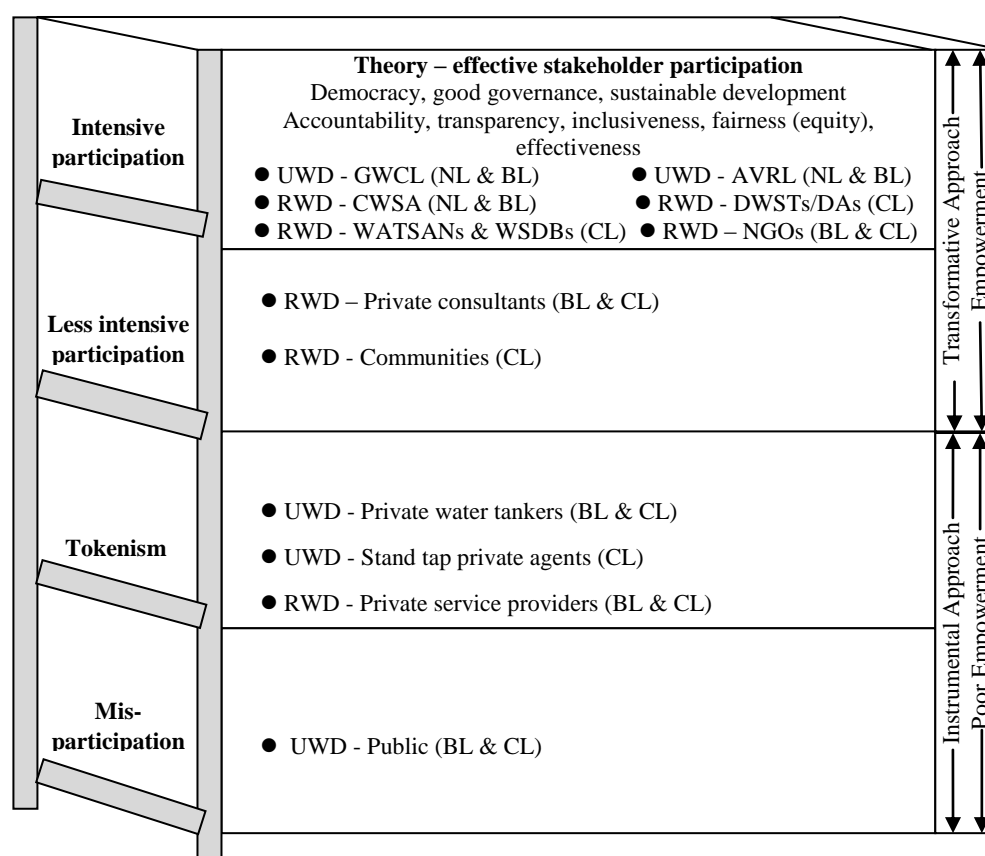 Theory – effective stakeholder participation
Democracy, good governance, sustainable development
Accountability, transparency, inclusiveness, fairness (equity),
effectiveness
Intensive
participation
● UWD - GWCL (NL & BL) ● UWD - AVRL (NL & BL)
● RWD - CWSA (NL & BL) ● RWD - DWSTs/DAs (CL)
● RWD - WATSANs & WSDBs (CL) ● RWD – NGOs (BL & CL)
Less intensive
participation
● RWD – Private consultants (BL & CL)
● RWD - Communities (CL)
Transformative Approach
Empowerment
Tokenism
● UWD - Private water tankers (BL & CL)
● UWD - Stand tap private agents (CL)
● RWD - Private service providers (BL & CL)
Mis-
participation
● UWD - Public (BL & CL)
Instrumental Approach
Poor Empowerment